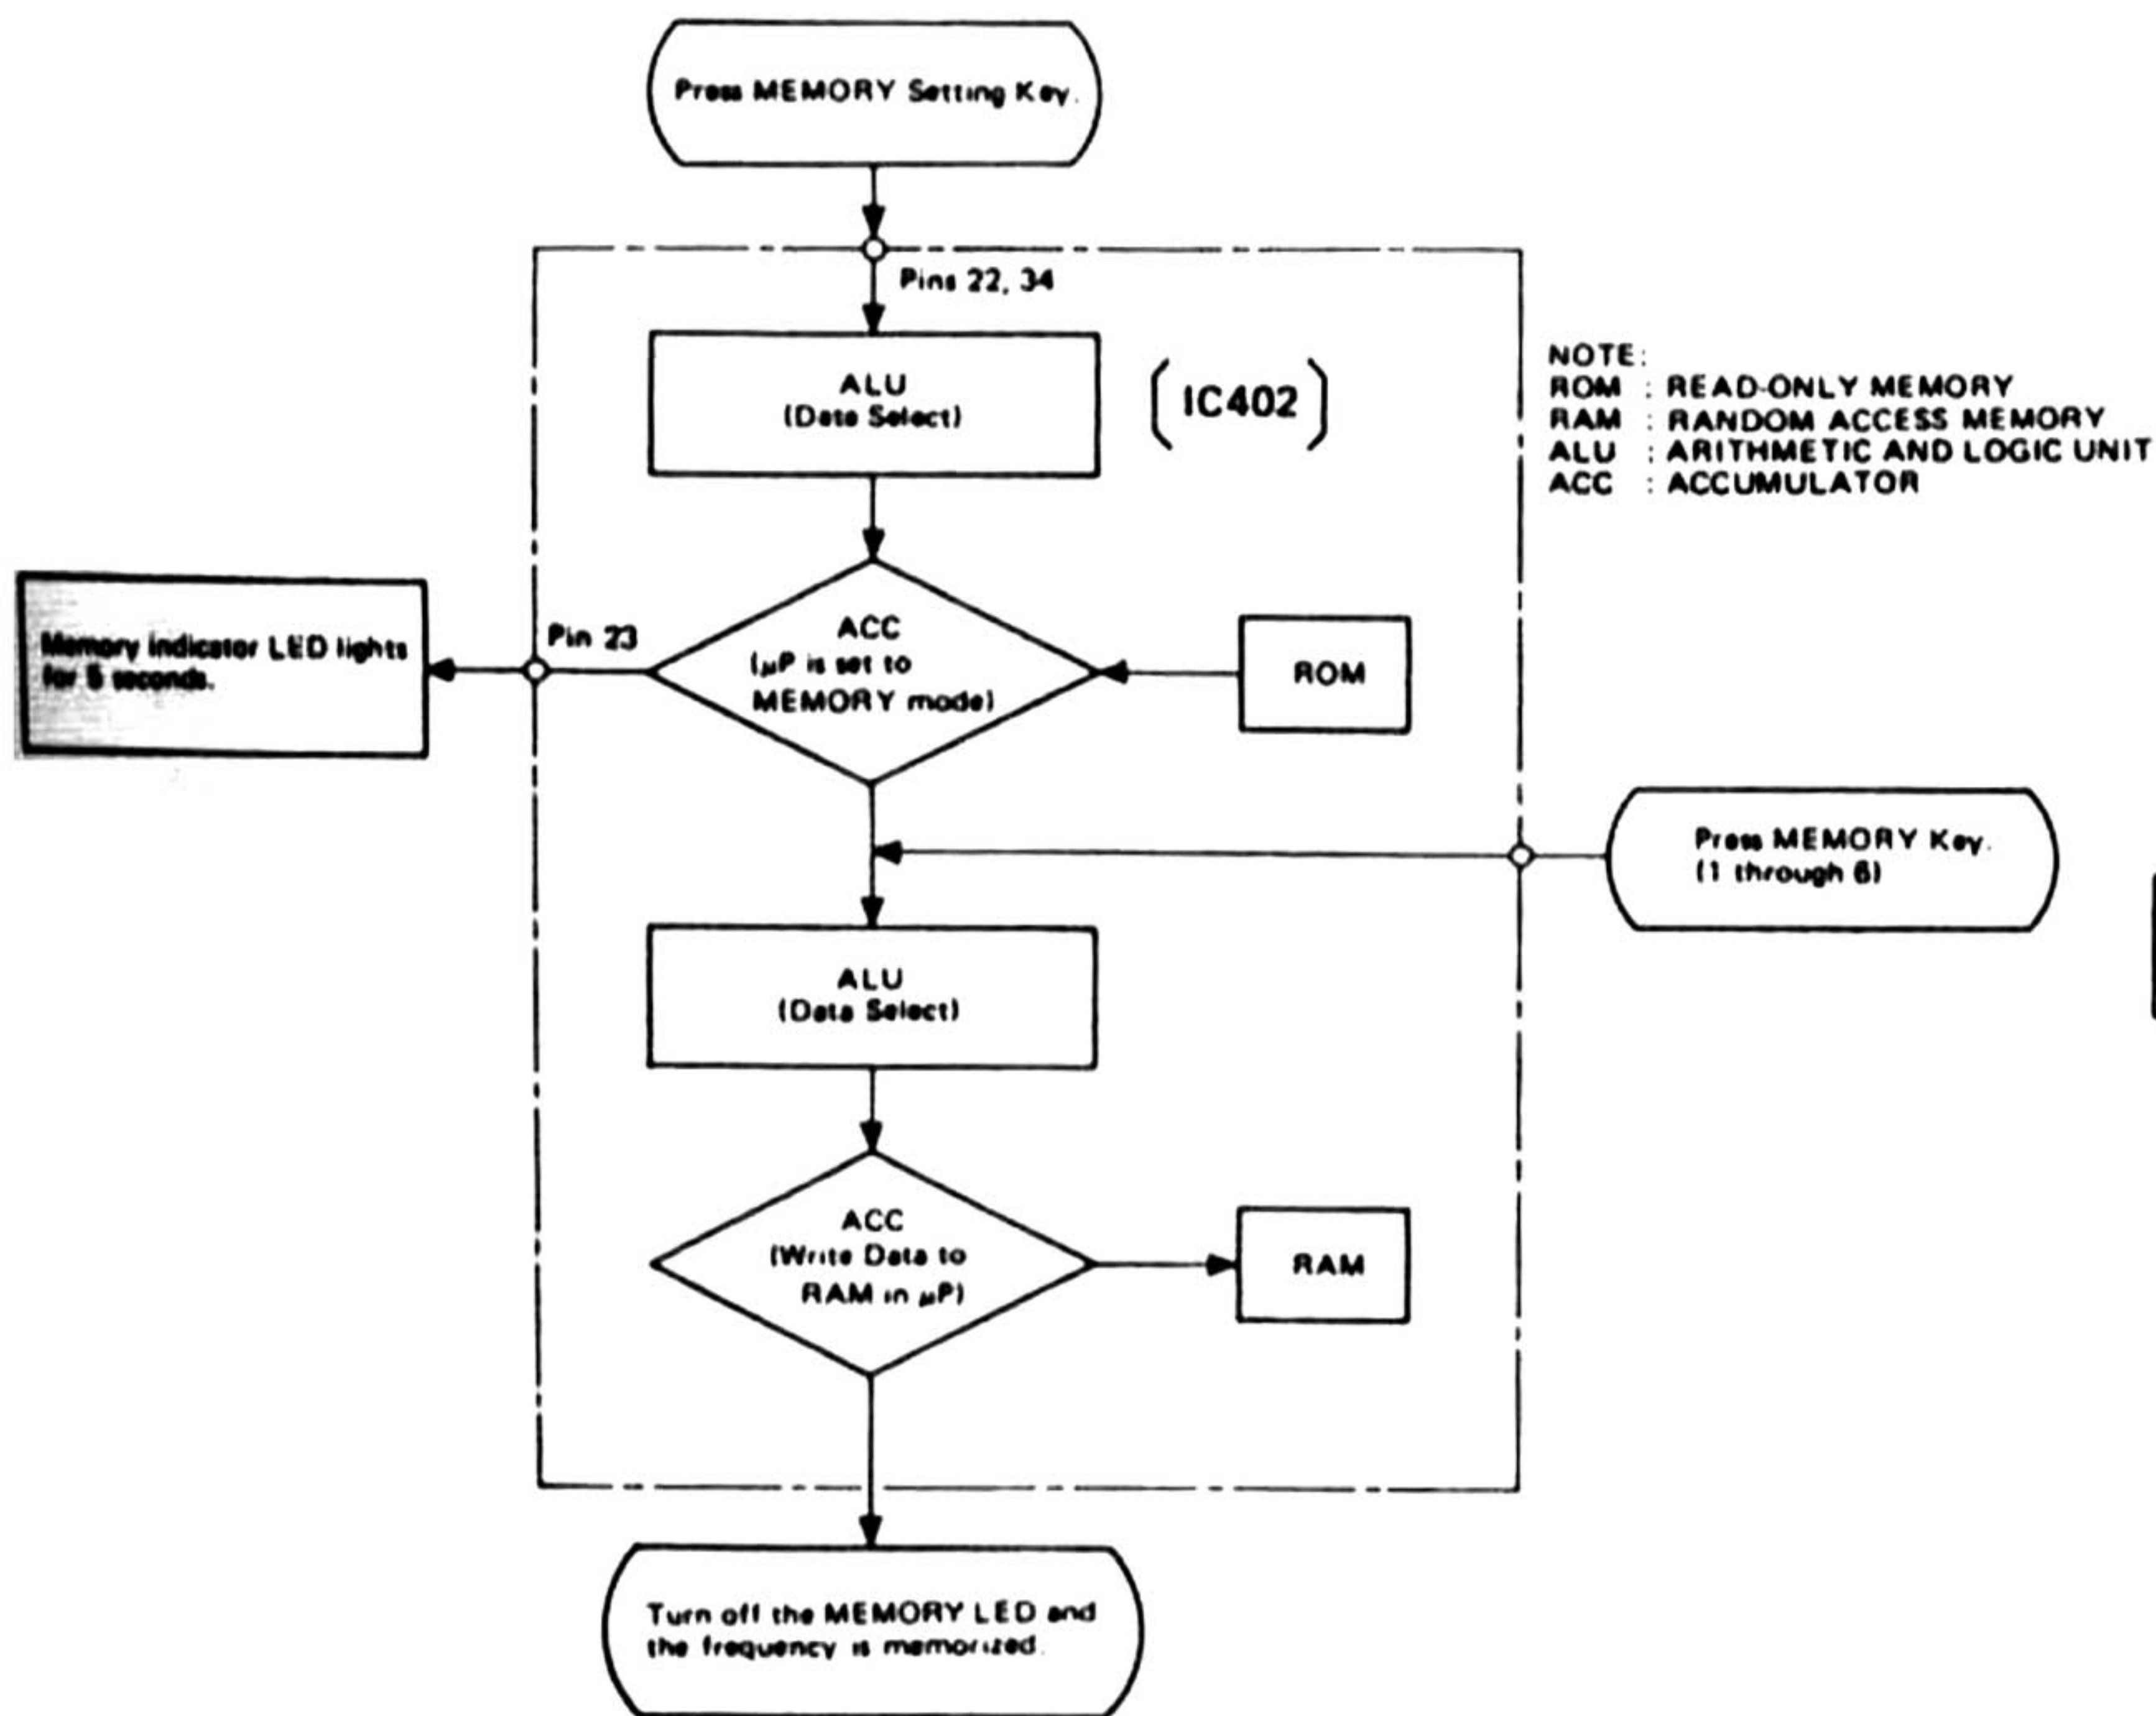 Press MEMORY Setting Key.
Pins 22, 34
ALU
(Data Select)
(IC402)
NOTE:
ROM : READ-ONLY MEMORY
RAM : RANDOM ACCESS MEMORY
ALU : ARITHMETIC AND LOGIC UNIT
ACC : ACCUMULATOR
Memory indicator LED lights
for 5 seconds.
Pin 23
ACC
(μP is set to
MEMORY mode)
ROM
Press MEMORY Key.
(1 through 6)
ALU
(Data Select)
ACC
(Write Data to
RAM in μP)
RAM
Turn off the MEMORY LED and
the frequency is memorized.